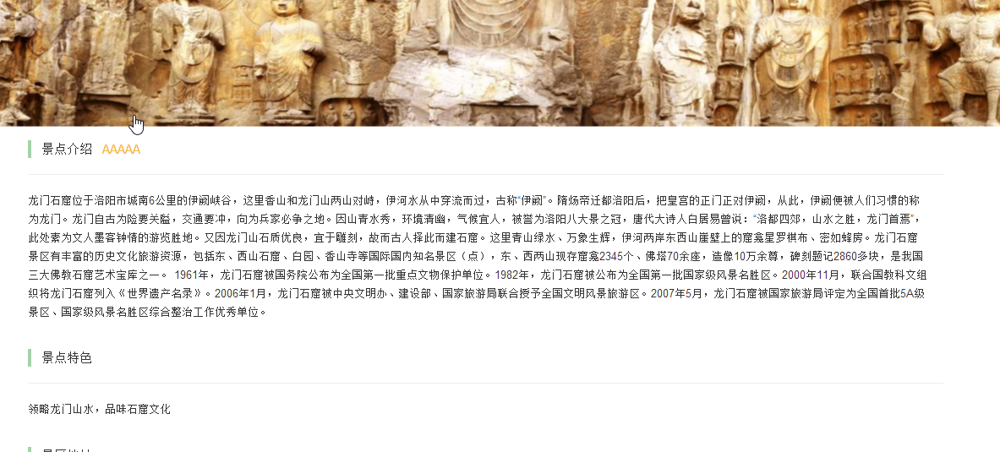 景点介绍 AAAAA
龙门石窟位于洛阳市城南6公里的伊阙峡谷，这里香山和龙门山两山对峙，伊河水从中穿流而过，古称“伊阙”。隋炀帝迁都洛阳后，把皇宫的正门正对伊阙，从此，伊阙便被人们习惯的称
为龙门。龙门自古为险要关隘，交通要冲，向为兵家必争之地。因山青水秀，环境清幽，气候宜人，被誉为洛阳八大景之冠，唐代大诗人白居易曾说：“洛都四郊，山水之胜，龙门首焉”，
此处素为文人墨客钟情的游览胜地。又因龙门山石质优良，宜于雕刻，故而古人择此而建石窟。这里青山绿水、万象生辉，伊河两岸东西山崖壁上的窟龛星罗棋布、密如蜂房。龙门石窟
景区有丰富的历史文化旅游资源，包括东、西山石窟、白园、香山寺等国际国内知名景区（点），东、西两山现存窟龛2345个、佛塔70余座，造像10万余尊，碑刻题记2860多块，是我国
三大佛教石窟艺术宝库之一。 1961年，龙门石窟被国务院公布为全国第一批重点文物保护单位。1982年，龙门石窟被公布为全国第一批国家级风景名胜区。2000年11月，联合国教科文组
织将龙门石窟列入《世界遗产名录》。2006年1月，龙门石窟被中央文明办、建设部、国家旅游局联合授予全国文明风景旅游区。2007年5月，龙门石窟被国家旅游局评定为全国首批5A级
景区、国家级风景名胜区综合整治工作优秀单位。
景点特色
领略龙门山水，品味石窟文化